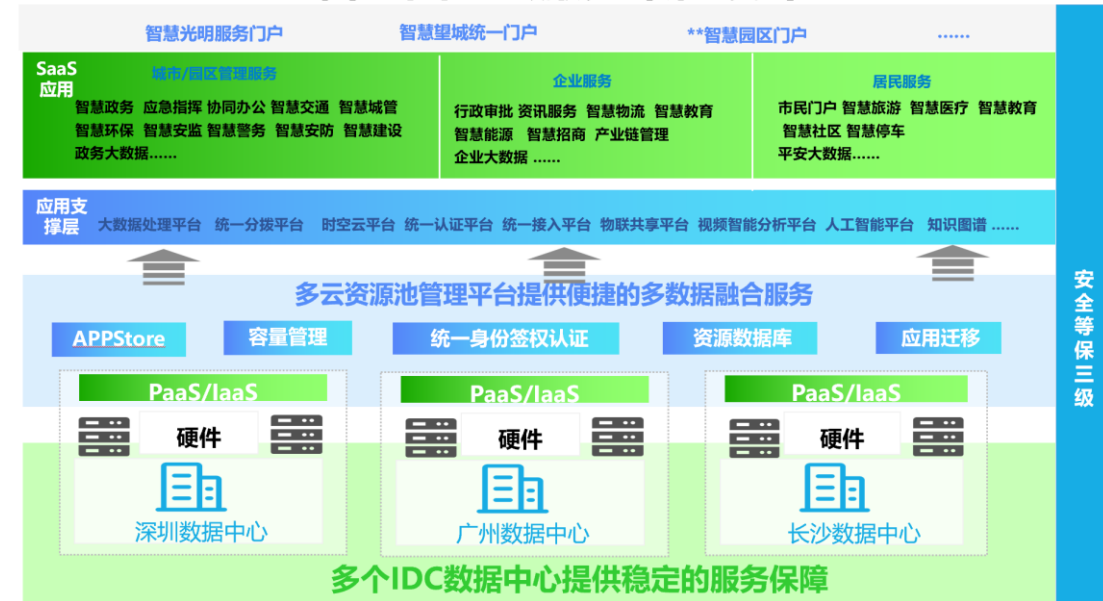 智慧光明服务门户 智慧望城统一门户 **智慧园区门户 ......
SaaS
应用
城市/园区管理服务
智慧政务 应急指挥 协同办公 智慧交通 智慧城管
智慧环保 智慧安监 智慧警务 智慧安防 智慧建设
政务大数据......
企业服务
行政审批 资讯服务 智慧物流 智慧教育
智慧能源 智慧招商 产业链管理
企业大数据 ......
居民服务
市民门户 智慧旅游 智慧医疗 智慧教育
智慧社区 智慧停车
平安大数据......
应用支
撑层
大数据处理平台 统一分拨平台 时空云平台 统一认证平台 统一接入平台 物联共享平台 视频智能分析平台 人工智能平台 知识图谱 ......
多云资源池管理平台提供便捷的多数据融合服务
APPStore 容量管理 统一身份签权认证 资源数据库 应用迁移
PaaS/IaaS PaaS/IaaS PaaS/IaaS
硬件 硬件 硬件
深圳数据中心 广州数据中心 长沙数据中心
多个IDC数据中心提供稳定的服务保障
安全等保三级